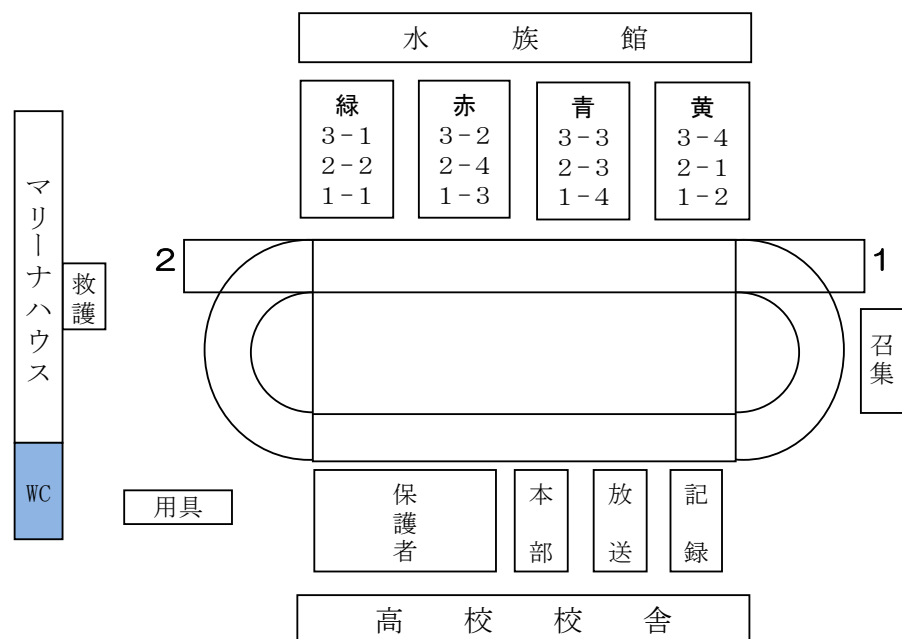 水族館
緑
3-1
2-2
1-1
赤
3-2
2-4
1-3
青
3-3
2-3
1-4
黄
3-4
2-1
1-2
マリーナハウス
救護
2
1
召集
WC
用具
保護者
本部
放送
記録
高校校舎